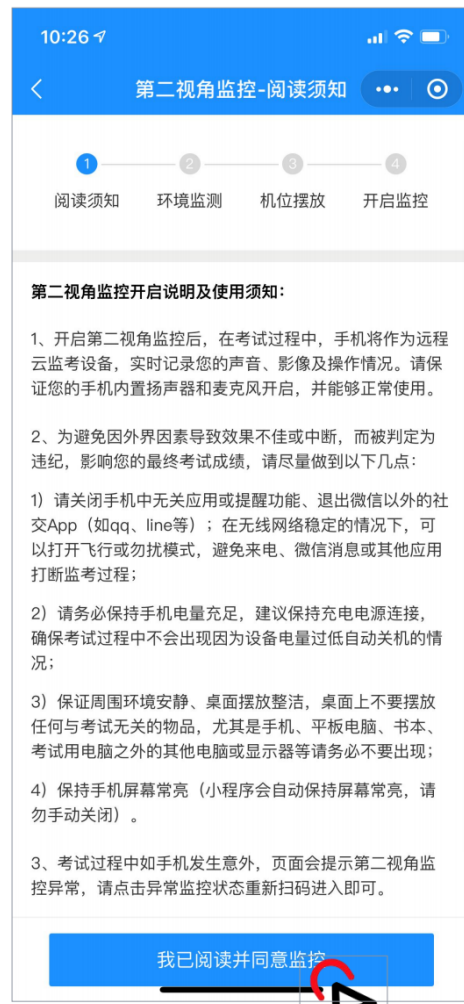 10:26
第二视角监控-阅读须知
1
2
3
4
阅读须知
环境监测
机位摆放
开启监控
第二视角监控开启说明及使用须知：
1、开启第二视角监控后，在考试过程中，手机将作为远程
云监考设备，实时记录您的声音、影像及操作情况。请保
证您的手机内置扬声器和麦克风开启，并能够正常使用。
2、为避免因外界因素导致效果不佳或中断，而被判定为
违纪，影响您的最终考试成绩，请尽量做到以下几点：
1）请关闭手机中无关应用或提醒功能、退出微信以外的社
交App（如qq、line等）；在无线网络稳定的情况下，可
以打开飞行或勿扰模式，避免来电、微信消息或其他应用
打断监考过程；
2）请务必保持手机电量充足，建议保持充电电源连接，
确保考试过程中不会出现因为设备电量过低自动关机的情
况；
3）保证周围环境安静、桌面摆放整洁，桌面上不要摆放
任何与考试无关的物品，尤其是手机、平板电脑、书本、
考试用电脑之外的其他电脑或显示器等请务必不要出现；
4）保持手机屏幕常亮（小程序会自动保持屏幕常亮，请
勿手动关闭）。
3、考试过程中如手机发生意外，页面会提示第二视角监
控异常，请点击异常监控状态重新扫码进入即可。
我已阅读并同意监控